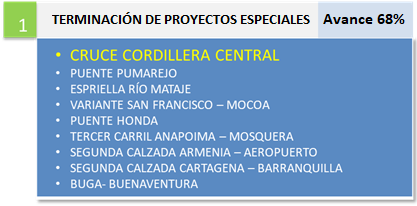 1
TERMINACIÓN DE PROYECTOS ESPECIALES Avance 68%
• CRUCE CORDILLERA CENTRAL
• PUENTE PUMAREJO
• ESPRIELLA RÍO MATAJE
• VARIANTE SAN FRANCISCO – MOCOA
• PUENTE HONDA
• TERCER CARRIL ANAPOIMA – MOSQUERA
• SEGUNDA CALZADA ARMENIA – AEROPUERTO
• SEGUNDA CALZADA CARTAGENA – BARRANQUILLA
• BUGA- BUENAVENTURA